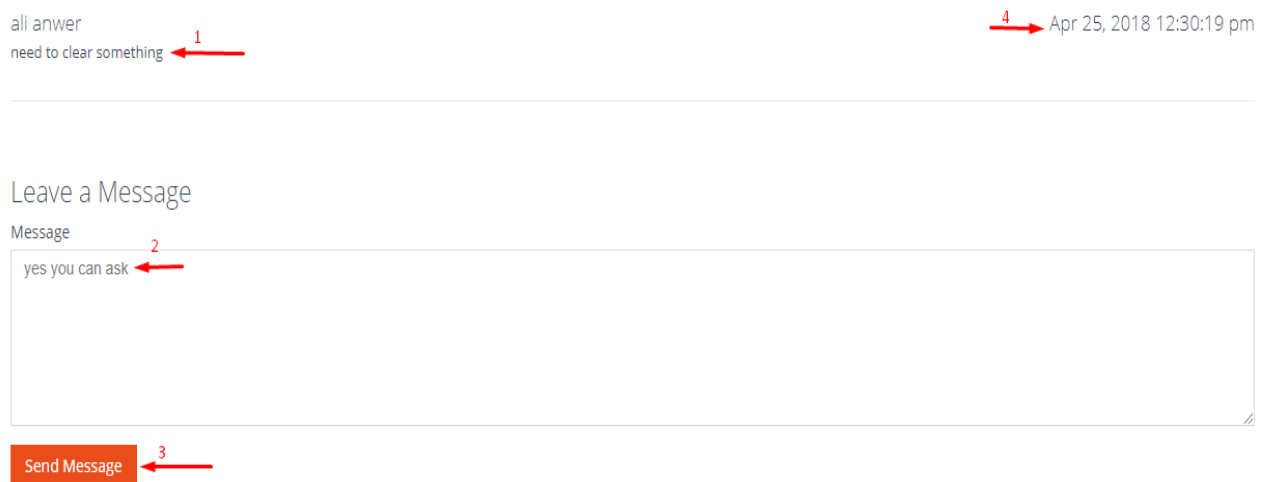 ali anwer 4 Apr 25, 2018 12:30:19 pm
1
need to clear something
Leave a Message
Message
2
yes you can ask
3
Send Message